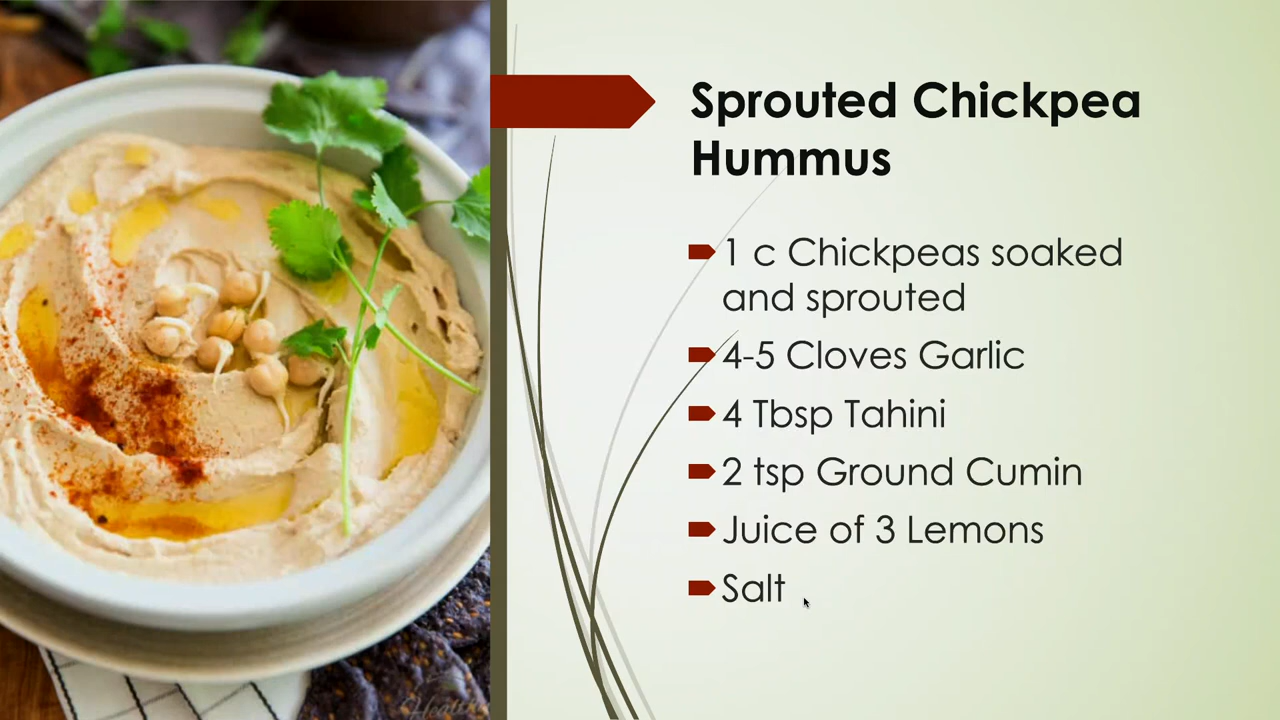 Sprouted Chickpea
Hummus
1 c Chickpeas soaked
and sprouted
4-5 Cloves Garlic
4 Tbsp Tahini
2 tsp Ground Cumin
Juice of 3 Lemons
Salt